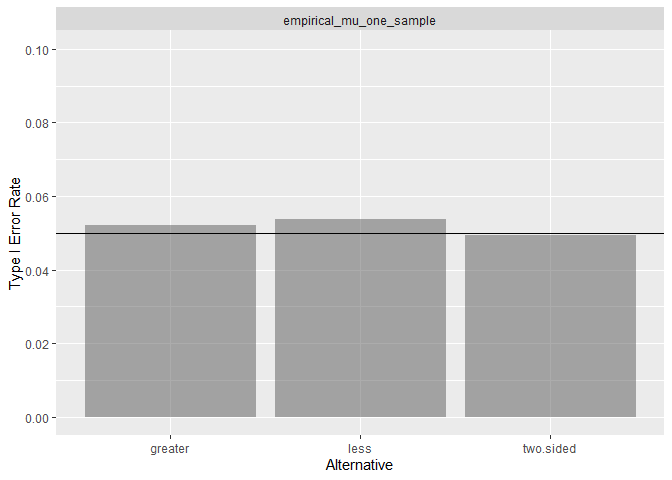 empirical_mu_one_sample
0.10
0.08
0.06
0.04
0.02
0.00
Type I Error Rate
greater
less
two.sided
Alternative